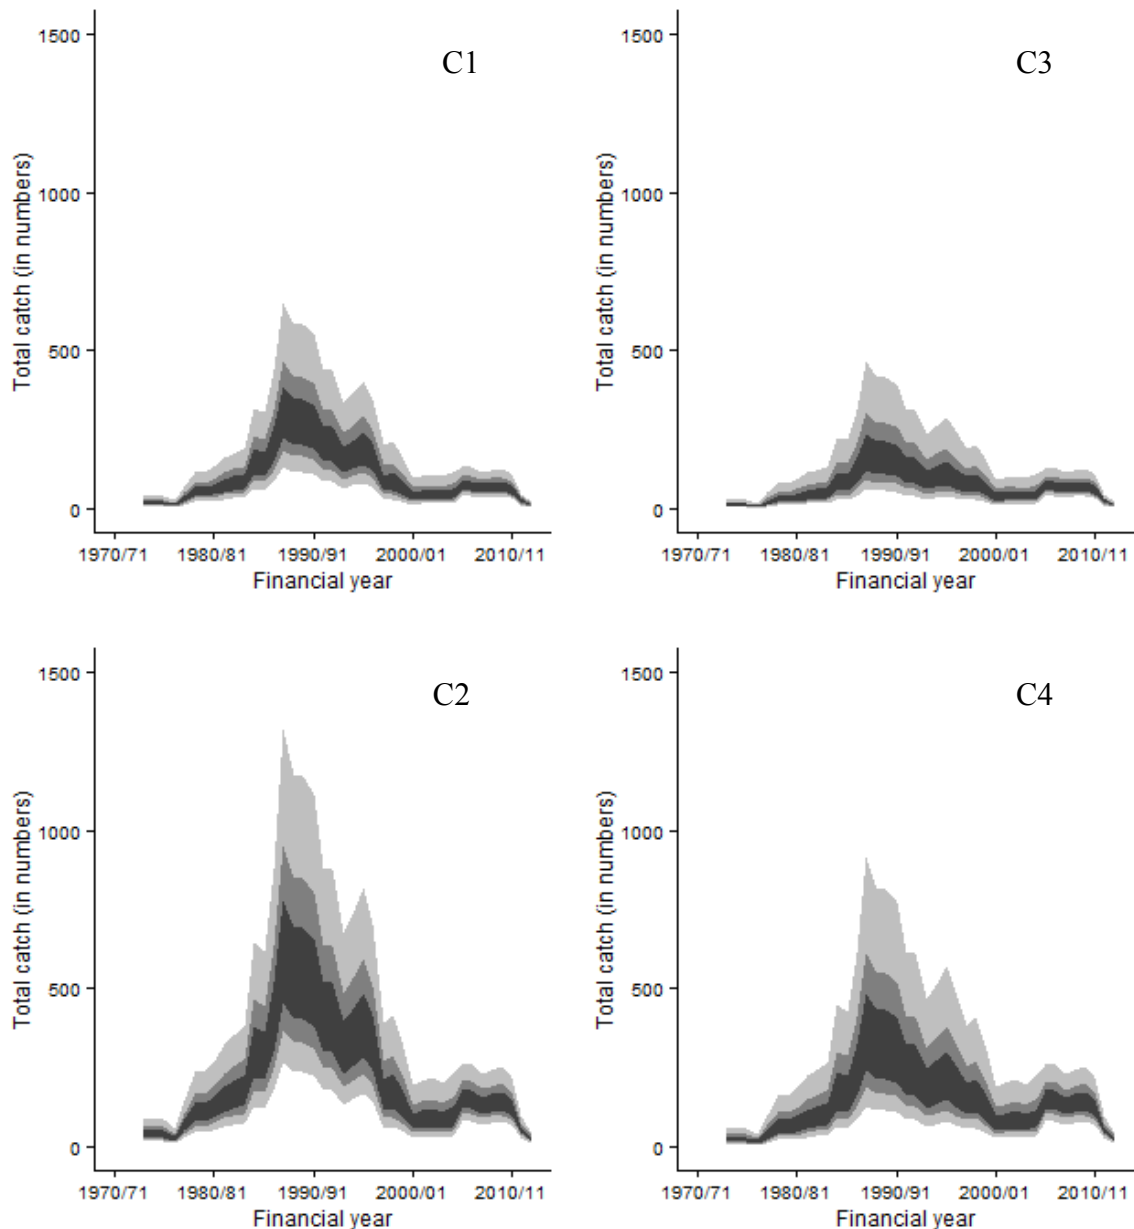 C1
Total catch (in numbers)
1500
1000
500
0
1970/71 1980/81 1990/91 2000/01 2010/11
Financial year
C3
Total catch (in numbers)
1500
1000
500
0
1970/71 1980/81 1990/91 2000/01 2010/11
Financial year
C2
Total catch (in numbers)
1500
1000
500
0
1970/71 1980/81 1990/91 2000/01 2010/11
Financial year
C4
Total catch (in numbers)
1500
1000
500
0
1970/71 1980/81 1990/91 2000/01 2010/11
Financial year